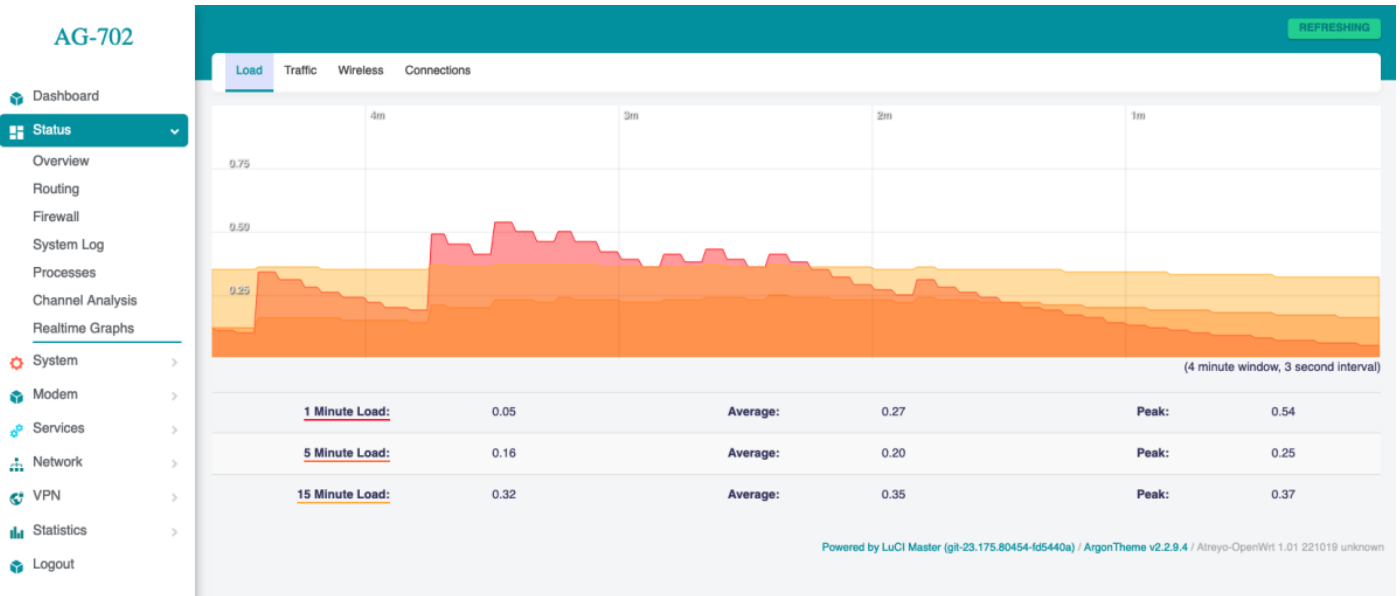 AG-702
REFRESHING
Load Traffic Wireless Connections
Dashboard
Status
Overview
Routing
Firewall
System Log
Processes
Channel Analysis
Realtime Graphs
System
Modem
Services
Network
VPN
Statistics
Logout
4m 3m 2m 1m
0.75
0.50
0.25
(4 minute window, 3 second interval)
1 Minute Load: 0.05 Average: 0.27 Peak: 0.54
5 Minute Load: 0.16 Average: 0.20 Peak: 0.25
15 Minute Load: 0.32 Average: 0.35 Peak: 0.37
Powered by LuCI Master (git-23.175.80454-fd5440a) / ArgonTheme v2.2.9.4 / Atreyo-OpenWrt 1.01 221019 unknown